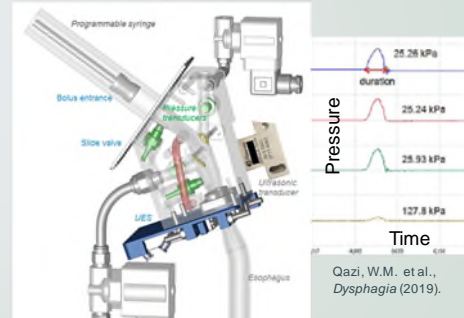 Programmable syringe
Bolus entrance
Pressure transducers
Slide valve
Ultrasonic transducer
UES
Esophagus
25.26 kPa
duration
25.24 kPa
25.93 kPa
127.8 kPa
Pressure
Time
Qazi, W.M. et al.,
Dysphagia (2019).